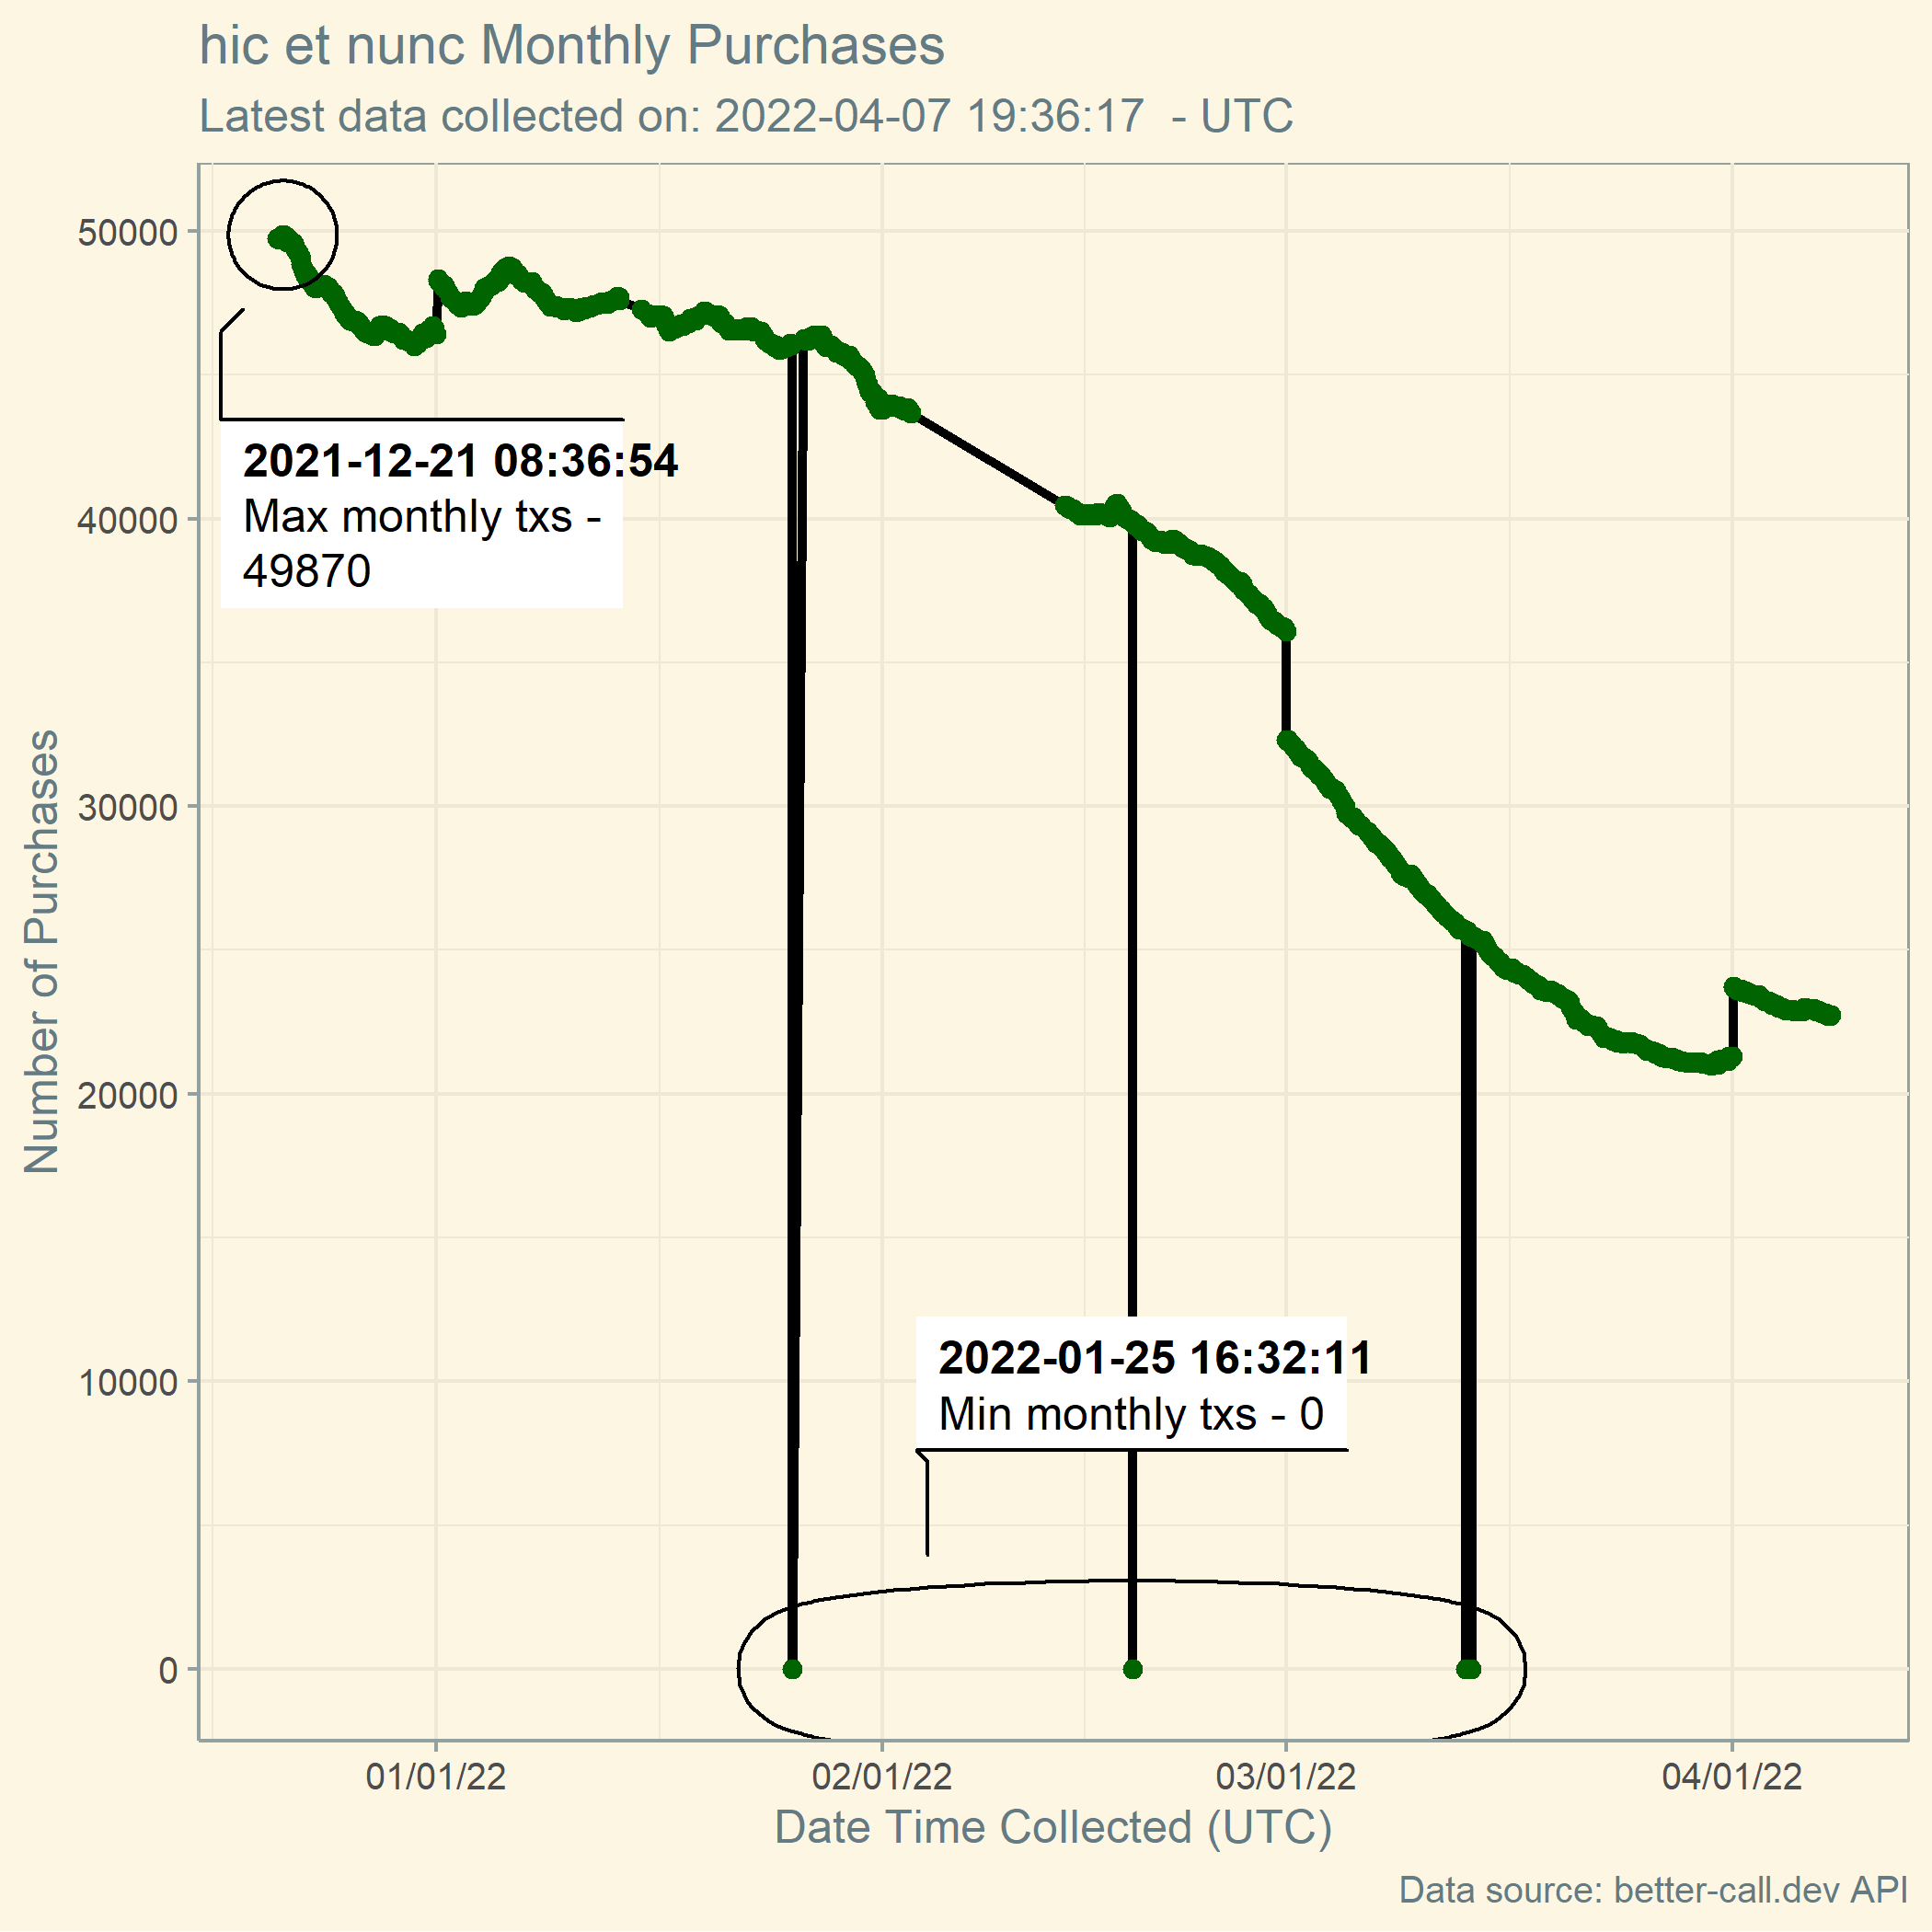 hic et nunc Monthly Purchases
Latest data collected on: 2022-04-07 19:36:17  - UTC
Number of Purchases
50000
40000
30000
20000
10000
0
2021-12-21 08:36:54
Max monthly txs -
49870
2022-01-25 16:32:11
Min monthly txs - 0
01/01/22 02/01/22 03/01/22 04/01/22
Date Time Collected (UTC)
Data source: better-call.dev API